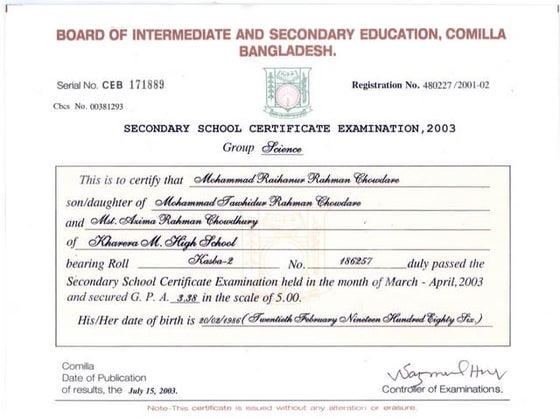 BOARD OF INTERMEDIATE AND SECONDARY EDUCATION, COMILLA
BANGLADESH.
Serial No. CEB 171889
Registration No. 480227/2001-02
Cbcs No. 00381293
SECONDARY SCHOOL CERTIFICATE EXAMINATION,2003
Group Science
This is to certify that Mohammad Raihanur Rahman Chowdare
son/daughter of Mohammad Tawhidur Rahman Chowdare
and Mst. Azima Rahman Chowdhury
of Kharera M. High School
bearing Roll Kasba-2 No. 186257 duly passed the
Secondary School Certificate Examination held in the month of March - April,2003
and secured G. P. A. 3.38 in the scale of 5.00.
His/Her date of birth is 20/02/1986( Twentieth February Nineteen Hundred Eighty Six.)
Comilla
Date of Publication
of results, the July 15, 2003.
Controller of Examinations.
Note-This certificate is issued without any alteration or erasure.